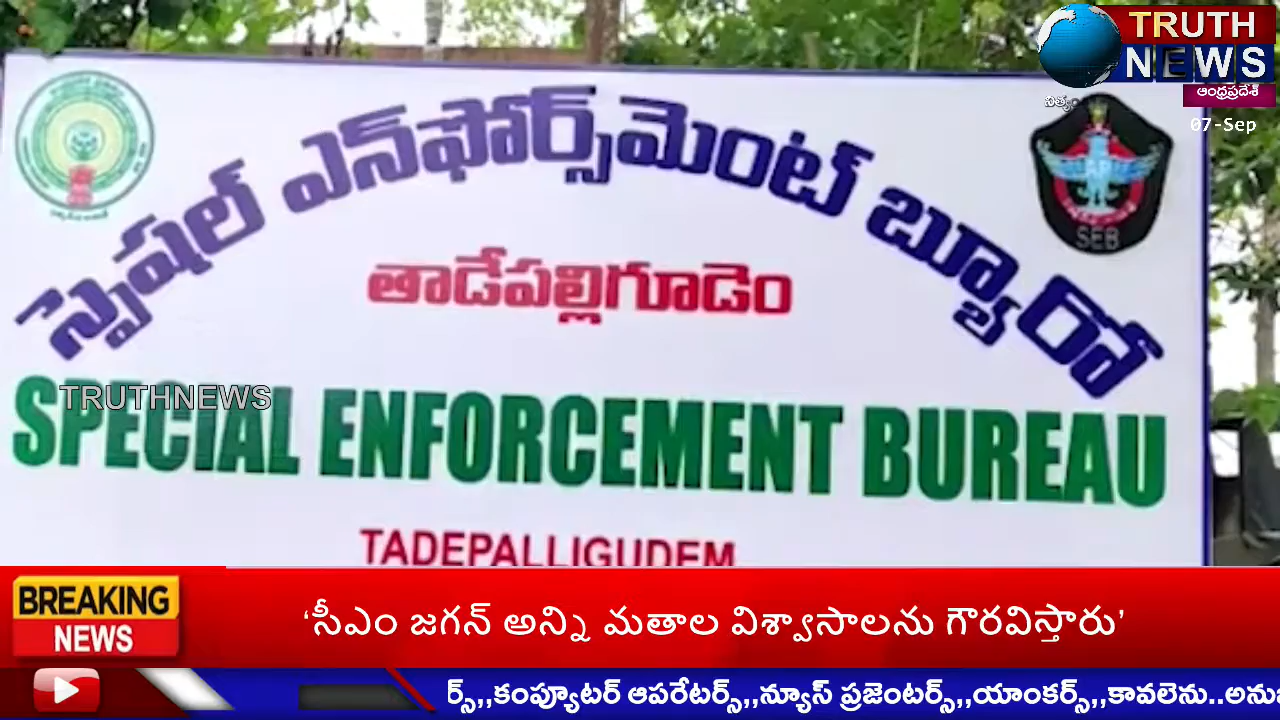 TRUTH
NEWS
ఆంధ్రప్రదేశ్
07-Sep
స్పెషల్ ఎన్‌ఫోర్స్‌మెంట్ బ్యూరో
SEB
తాడేపల్లిగూడెం
TRUTHNEWS
SPECIAL ENFORCEMENT BUREAU
TADEPALLIGUDEM
BREAKING
NEWS
‘సీఎం జగన్ అన్ని మతాల విశ్వాసాలను గౌరవిస్తారు’
ర్స్,,కంప్యూటర్ ఆపరేటర్స్,,న్యూస్ ప్రజెంటర్స్,,యాంకర్స్,,కావలెను..అను